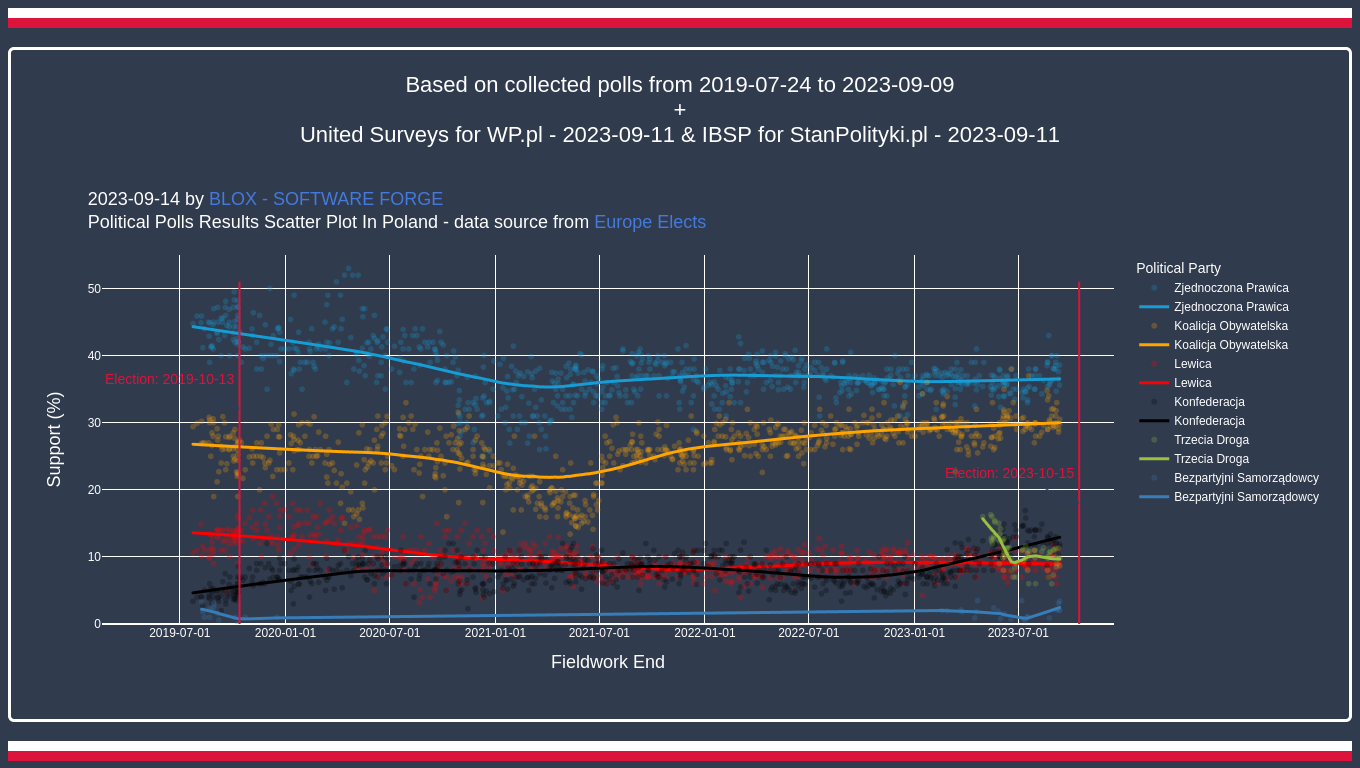 Based on collected polls from 2019-07-24 to 2023-09-09
+
United Surveys for WP.pl - 2023-09-11 & IBSP for StanPolityki.pl - 2023-09-11
2023-09-14 by BLOX - SOFTWARE FORGE
Political Polls Results Scatter Plot In Poland - data source from Europe Elects
Support (%)
50
40
30
20
10
0
Election: 2019-10-13
Election: 2023-10-15
2019-07-01
2020-01-01
2020-07-01
2021-01-01
2021-07-01
2022-01-01
2022-07-01
2023-01-01
2023-07-01
Fieldwork End
Political Party
Zjednoczona Prawica
Zjednoczona Prawica
Koalicja Obywatelska
Koalicja Obywatelska
Lewica
Lewica
Konfederacja
Konfederacja
Trzecia Droga
Trzecia Droga
Bezpartyjni Samorządowcy
Bezpartyjni Samorządowcy